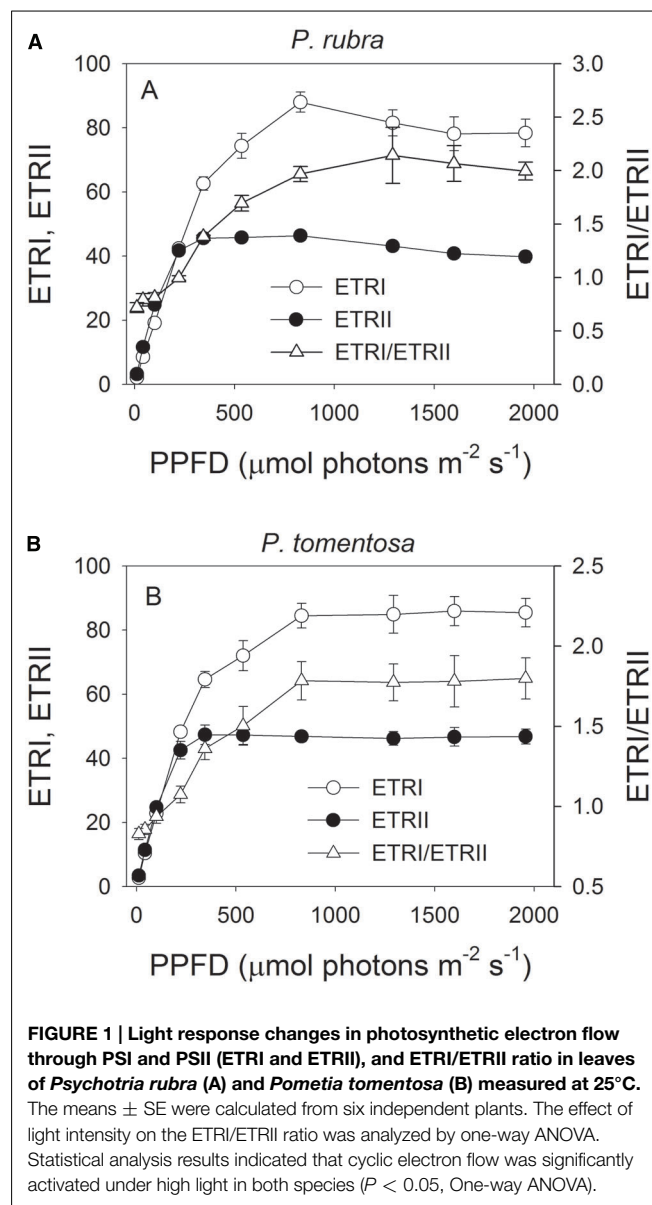 A
P. rubra
A
100
80
60
40
20
0
ETRI, ETRII
3.0
2.5
2.0
1.5
1.0
0.5
0.0
ETRI/ETRII
ETRI
ETRII
ETRI/ETRII
0 500 1000 1500 2000
PPFD (μmol photons m⁻² s⁻¹)
B
P. tomentosa
B
100
80
60
40
20
0
ETRI, ETRII
2.5
2.0
1.5
1.0
0.5
ETRI/ETRII
ETRI
ETRII
ETRI/ETRII
0 500 1000 1500 2000
PPFD (μmol photons m⁻² s⁻¹)
FIGURE 1 | Light response changes in photosynthetic electron flow
through PSI and PSII (ETRI and ETRII), and ETRI/ETRII ratio in leaves
of Psychotria rubra (A) and Pometia tomentosa (B) measured at 25°C.
The means ± SE were calculated from six independent plants. The effect of
light intensity on the ETRI/ETRII ratio was analyzed by one-way ANOVA.
Statistical analysis results indicated that cyclic electron flow was significantly
activated under high light in both species (P < 0.05, One-way ANOVA).